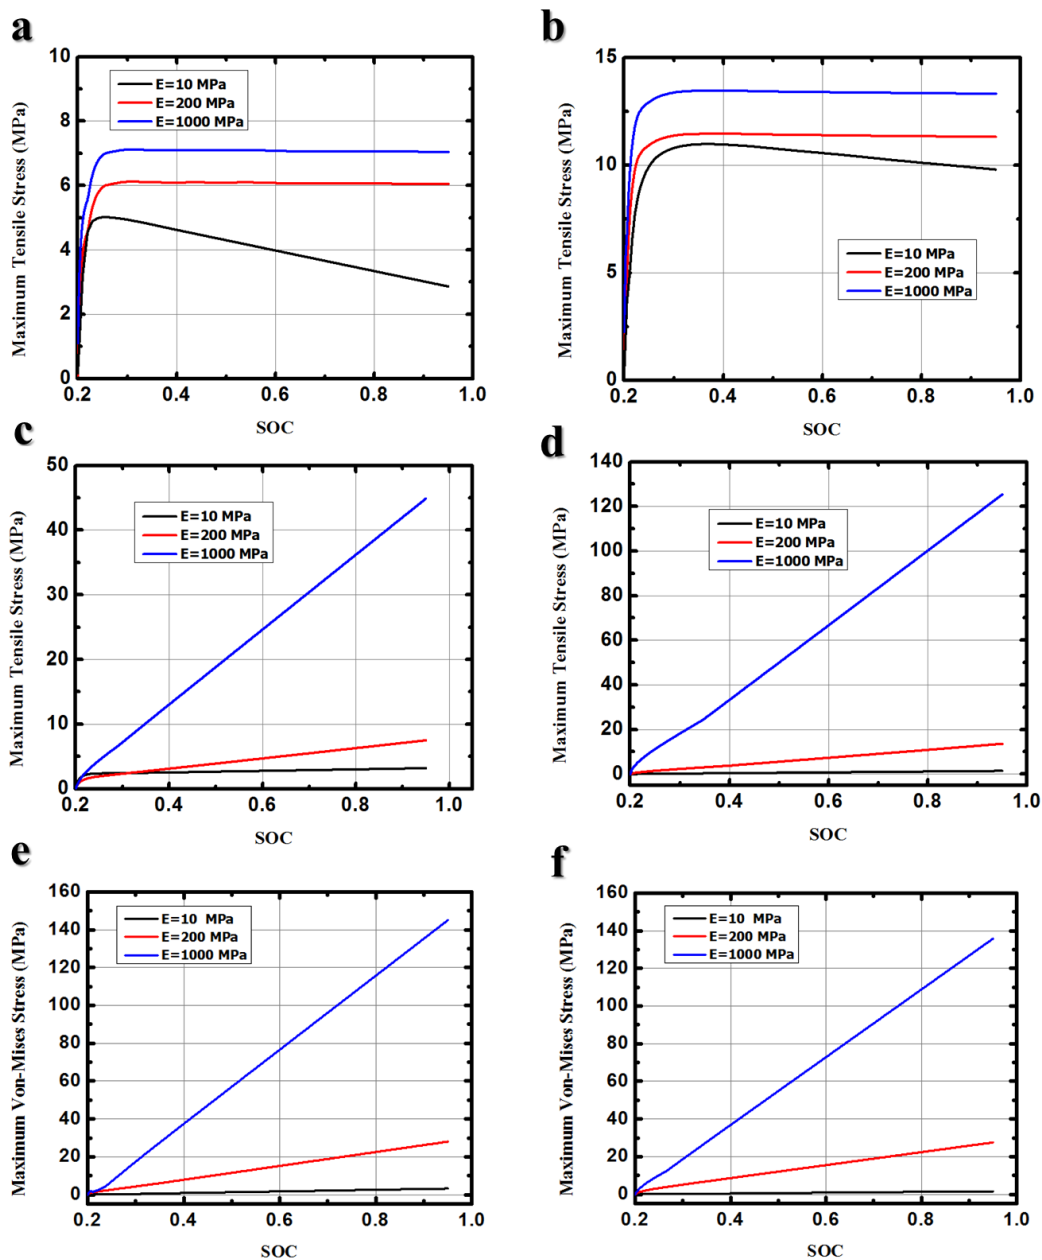 a
Maximum Tensile Stress (MPa)
10
8
6
4
2
0
E=10 MPa
E=200 MPa
E=1000 MPa
0.2 0.4 0.6 0.8 1.0
SOC
b
Maximum Tensile Stress (MPa)
15
10
5
0
E=10 MPa
E=200 MPa
E=1000 MPa
0.2 0.4 0.6 0.8 1.0
SOC
c
Maximum Tensile Stress (MPa)
50
40
30
20
10
0
E=10 MPa
E=200 MPa
E=1000 MPa
0.2 0.4 0.6 0.8 1.0
SOC
d
Maximum Tensile Stress (MPa)
140
120
100
80
60
40
20
0
E=10 MPa
E=200 MPa
E=1000 MPa
0.2 0.4 0.6 0.8 1.0
SOC
e
Maximum Von-Mises Stress (MPa)
160
140
120
100
80
60
40
20
0
E=10 MPa
E=200 MPa
E=1000 MPa
0.2 0.4 0.6 0.8 1.0
SOC
f
Maximum Von-Mises Stress (MPa)
160
140
120
100
80
60
40
20
0
E=10 MPa
E=200 MPa
E=1000 MPa
0.2 0.4 0.6 0.8 1.0
SOC